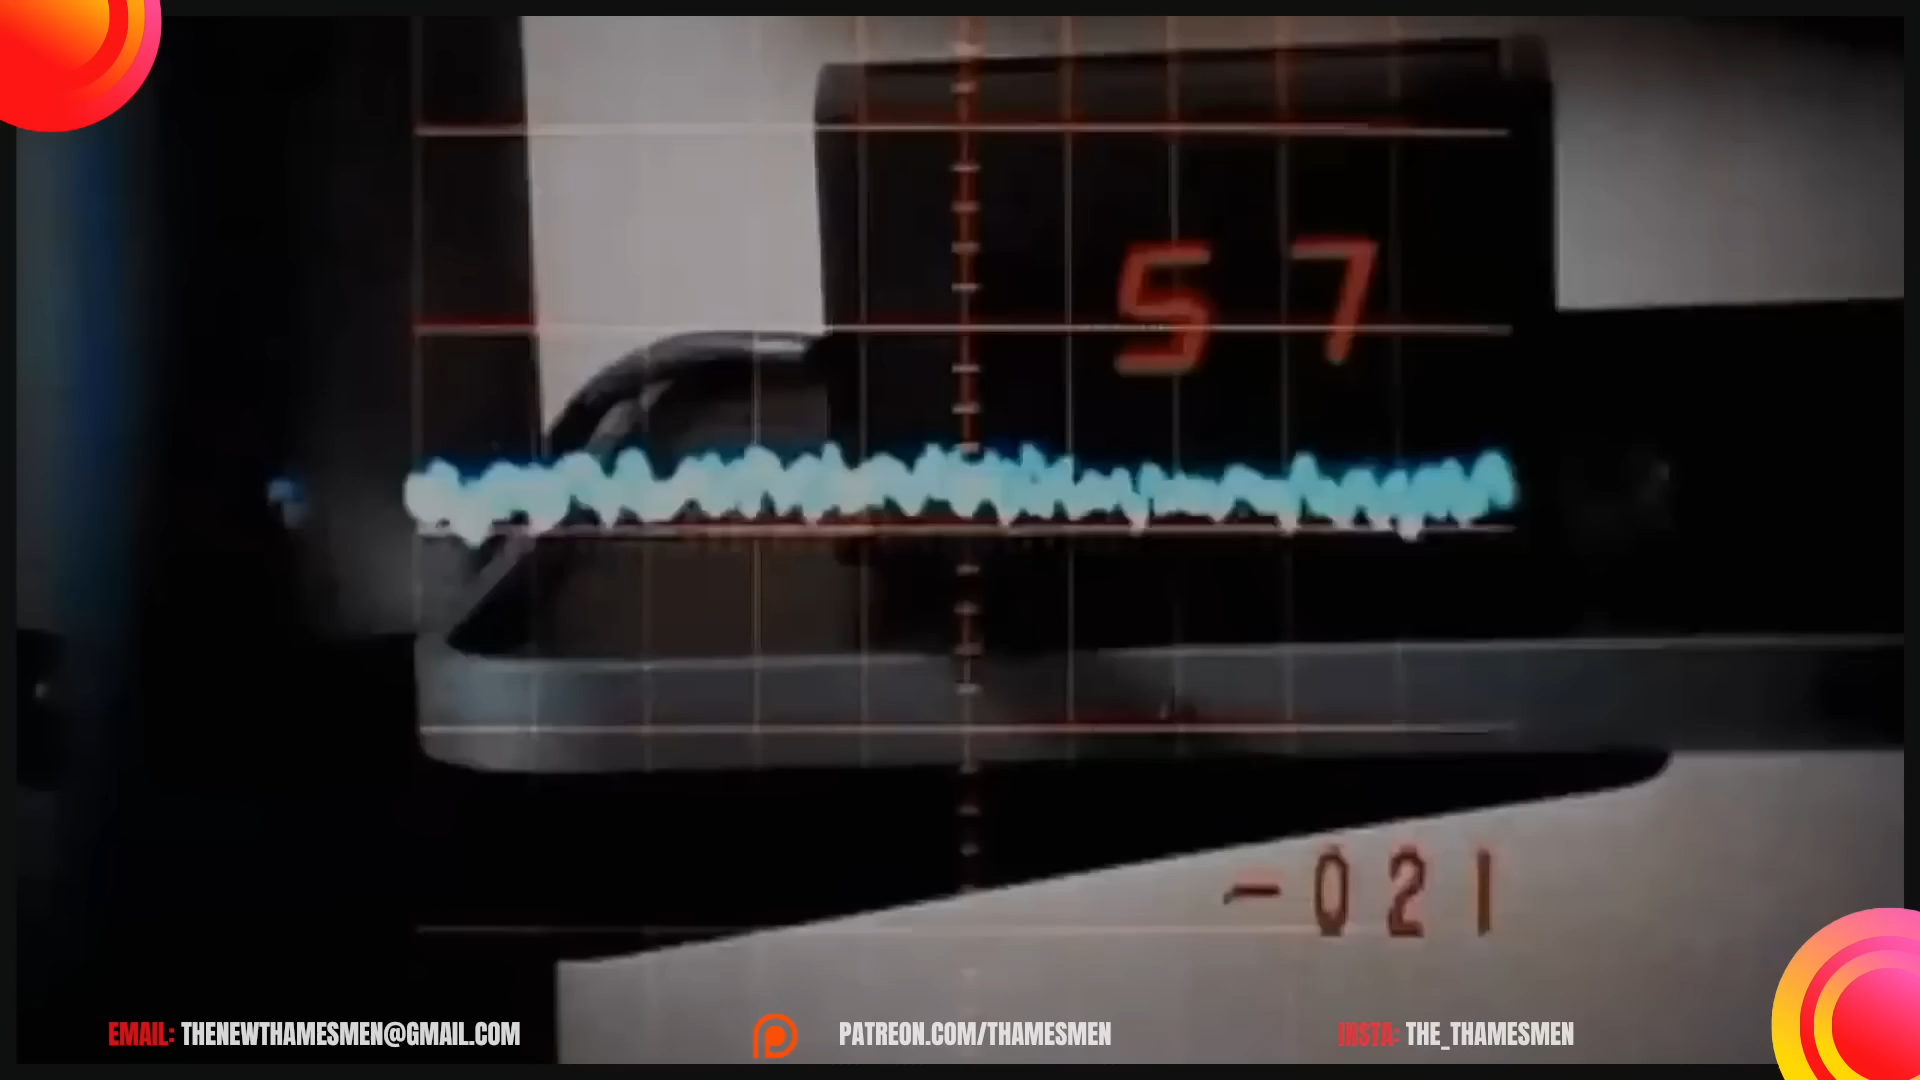 57
-021
EMAIL: THENEWTHAMESMEN@GMAIL.COM
PATREON.COM/THAMESMEN
INSTA: THE_THAMESMEN